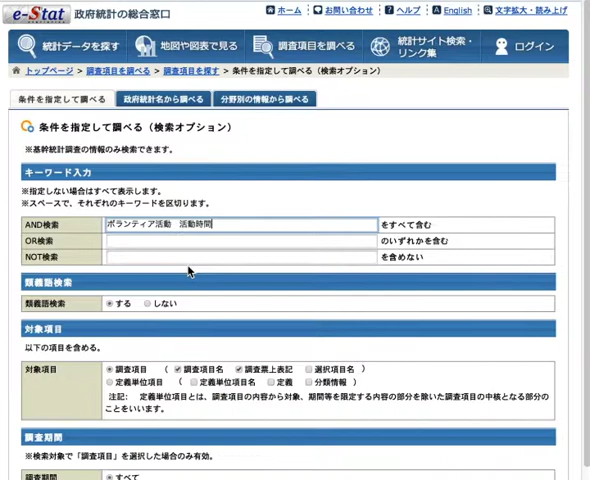 e-Stat 政府統計の総合窓口
ホーム お問い合わせ ヘルプ English 文字拡大・読み上げ
統計データを探す 地図や図表で見る 調査項目を調べる 統計サイト検索・リンク集 ログイン
トップページ > 調査項目を調べる > 調査項目を探す > 条件を指定して調べる(検索オプション)
条件を指定して調べる 政府統計名から調べる 分野別の情報から調べる
条件を指定して調べる(検索オプション)
※基幹統計調査の情報のみ検索できます。
キーワード入力
※指定しない場合はすべて表示します。
※スペースで、それぞれのキーワードを区切ります。
AND検索 ボランティア活動 活動時間 をすべて含む
OR検索 のいずれかを含む
NOT検索 を含めない
類義語検索
類義語検索 する しない
対象項目
以下の項目を含める。
対象項目 調査項目 ( 調査項目名 調査票上表記 選択項目名 )
定義単位項目 ( 定義単位項目名 定義 分類情報 )
注記: 定義単位項目とは、調査項目の内容から対象、期間等を限定する内容の部分を除いた調査項目の中核となる部分の
ことをいいます。
調査期間
※検索対象で「調査項目」を選択した場合のみ有効。
調査期間 すべて